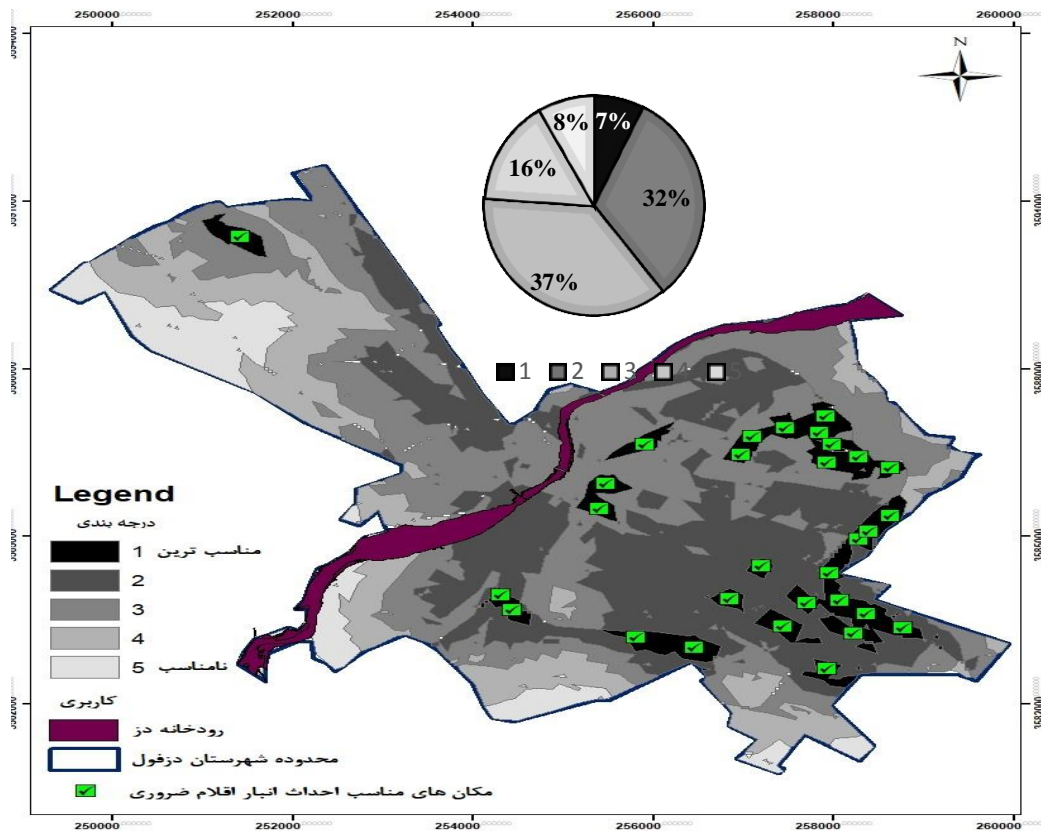 250000 252000 254000 256000 258000 260000
N
8% 7%
16%
32%
37%
1 2 3 4 5
Legend
درجه بندی
1 مناسب ترین
2
3
4
5 نامناسب
کاربری
رودخانه دز
محدوده شهرستان دزفول
مکان های مناسب احداث انبار اقلام ضروری
250000 252000 254000 256000 258000 260000